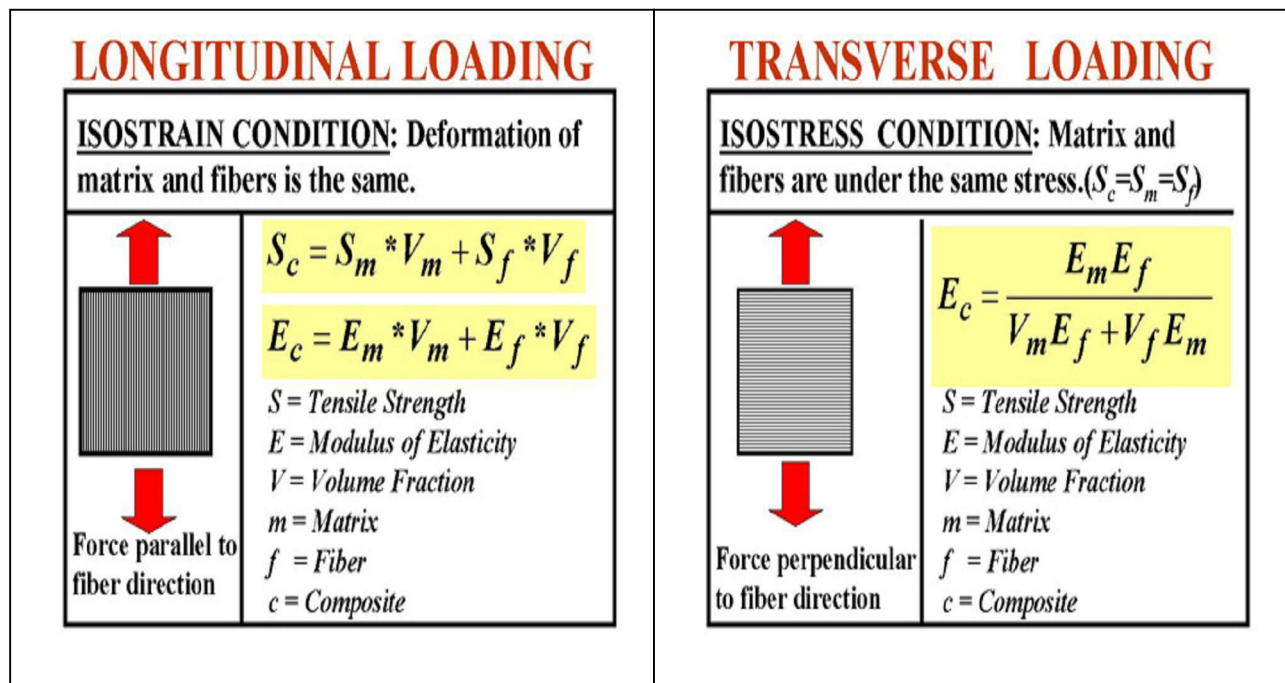 LONGITUDINAL LOADING
ISOSTRAIN CONDITION: Deformation of
matrix and fibers is the same.
S_c = S_m *V_m + S_f *V_f
E_c = E_m *V_m + E_f *V_f
S = Tensile Strength
E = Modulus of Elasticity
V = Volume Fraction
m = Matrix
f = Fiber
c = Composite
Force parallel to
fiber direction
TRANSVERSE LOADING
ISOSTRESS CONDITION: Matrix and
fibers are under the same stress.(S_c=S_m=S_f)
E_c = E_m E_f / V_m E_f + V_f E_m
S = Tensile Strength
E = Modulus of Elasticity
V = Volume Fraction
m = Matrix
f = Fiber
c = Composite
Force perpendicular
to fiber direction